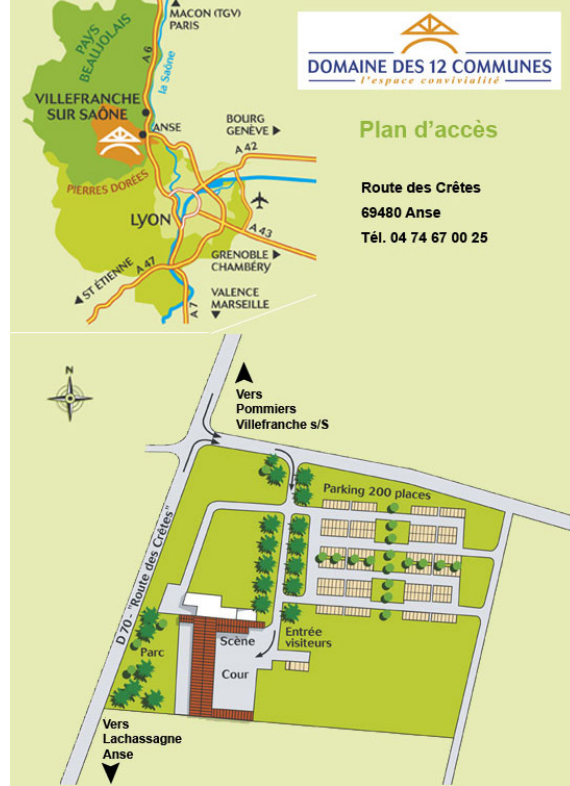 MACON (TGV)
PARIS
PAYS
BEAUJOLAIS
A 6
la Saône
VILLEFRANCHE
SUR SAÔNE
ANSE
BOURG
GENÈVE
A 42
PIERRES DORÉES
LYON
A 43
GRENOBLE
CHAMBÉRY
A 47
ST ÉTIENNE
VALENCE
MARSEILLE
A 7
DOMAINE DES 12 COMMUNES
l'espace convivialité
Plan d'accès
Route des Crêtes
69480 Anse
Tél. 04 74 67 00 25
N
Vers
Pommiers
Villefranche s/S
Parking 200 places
D 70 - "Route des Crêtes"
Scène
Entrée
visiteurs
Parc
Cour
Vers
Lachassagne
Anse